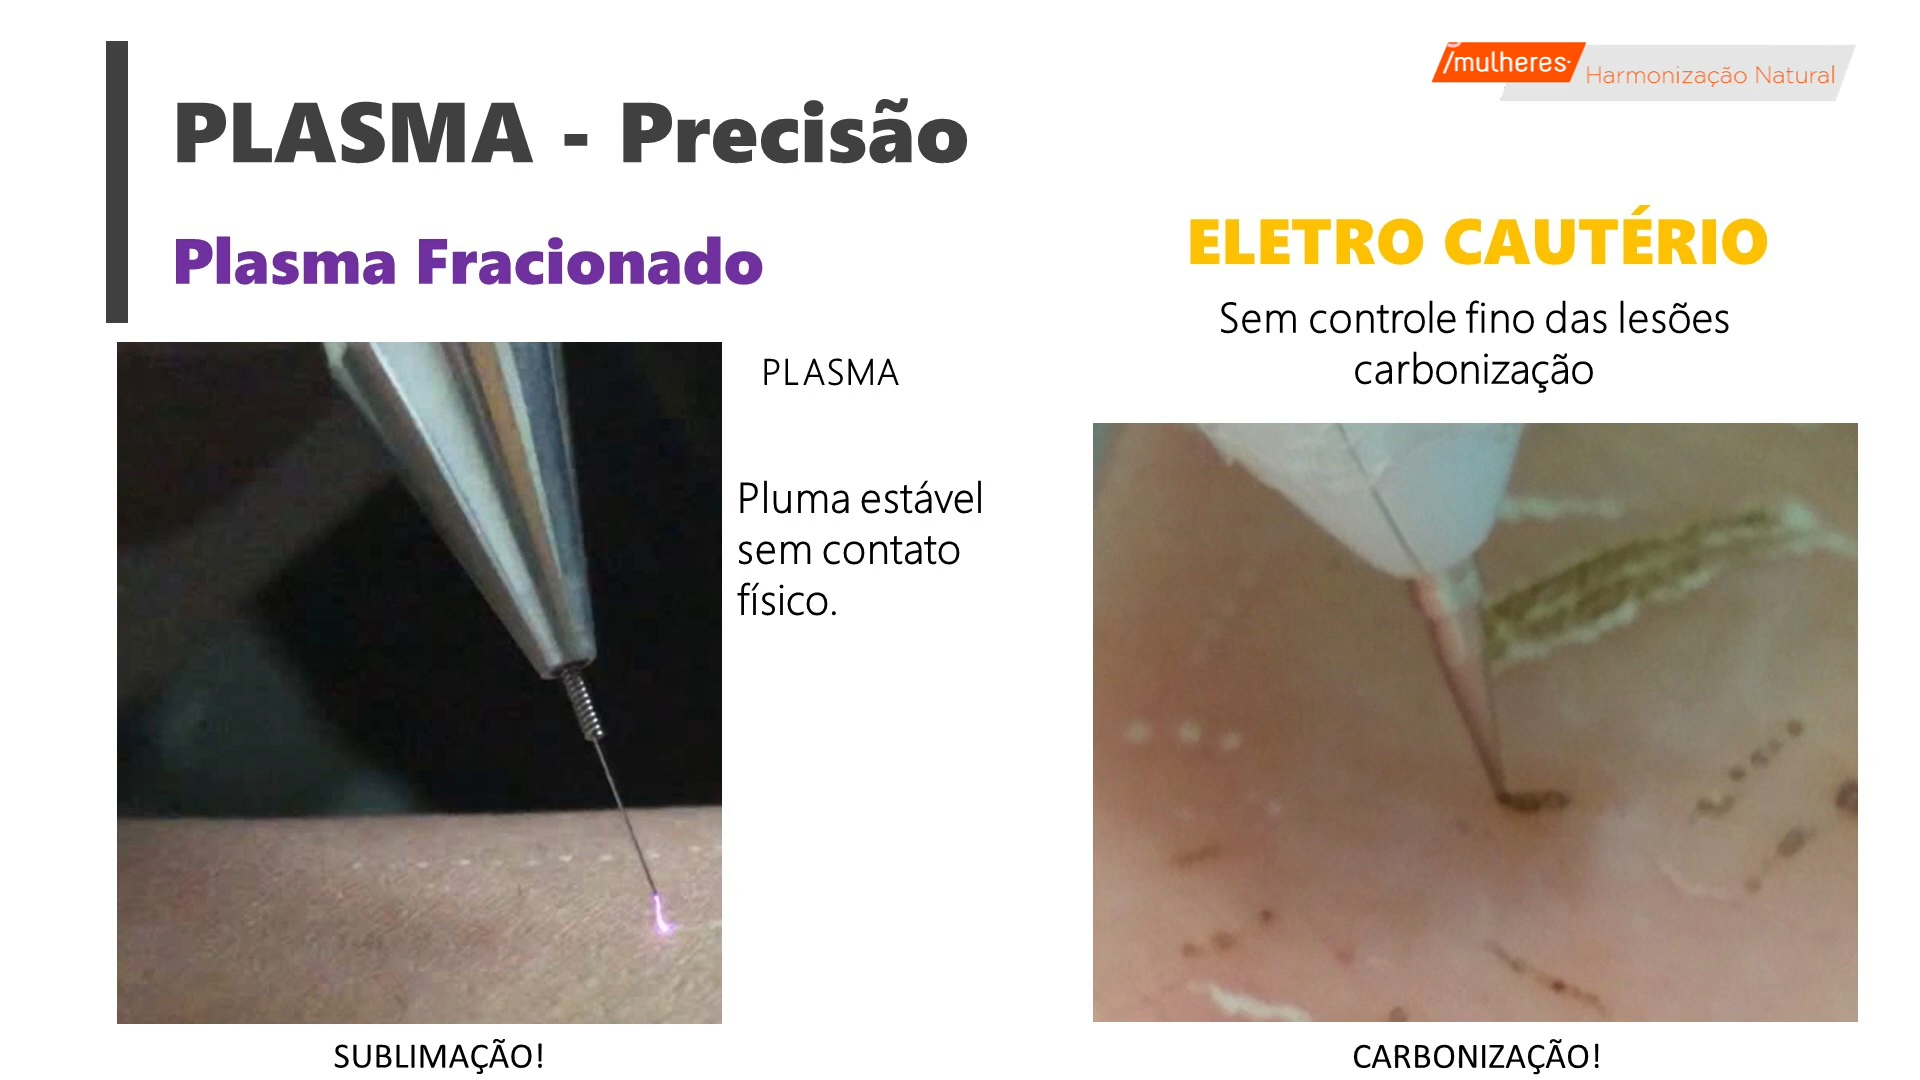 /mulheres.
Harmonização Natural
PLASMA - Precisão
Plasma Fracionado
PLASMA
Pluma estável
sem contato
físico.
SUBLIMAÇÃO!
ELETRO CAUTÉRIO
Sem controle fino das lesões
carbonização
CARBONIZAÇÃO!